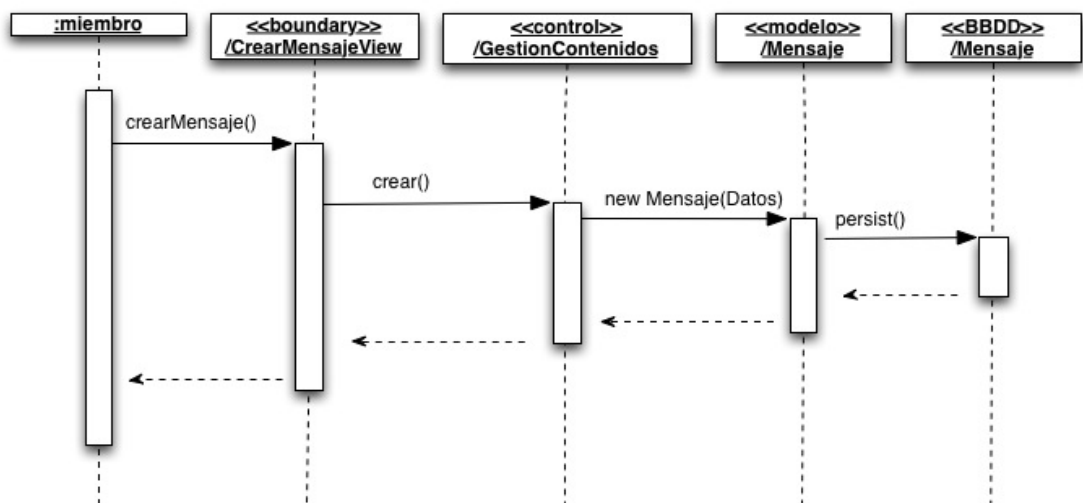 :miembro
<<boundary>>
/CrearMensajeView
<<control>>
/GestionContenidos
<<modelo>>
/Mensaje
<<BBDD>>
/Mensaje
crearMensaje()
crear()
new Mensaje(Datos)
persist()